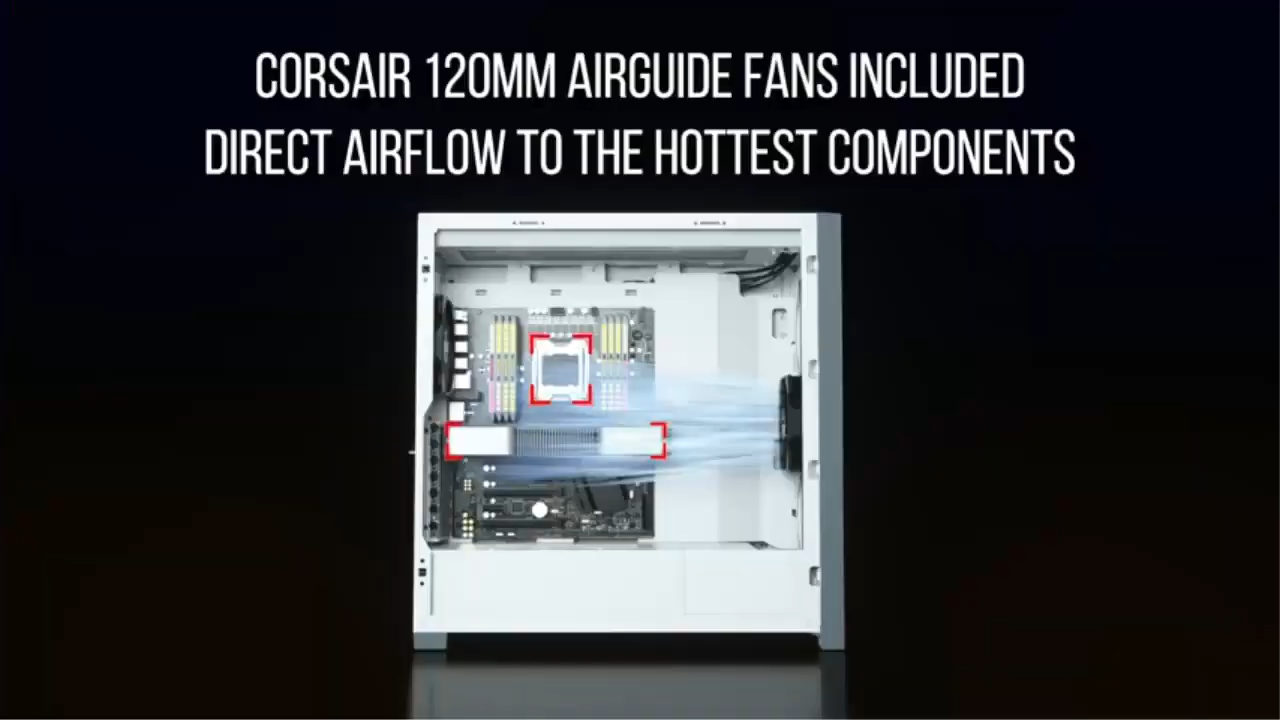 CORSAIR 120MM AIRGUIDE FANS INCLUDED
DIRECT AIRFLOW TO THE HOTTEST COMPONENTS